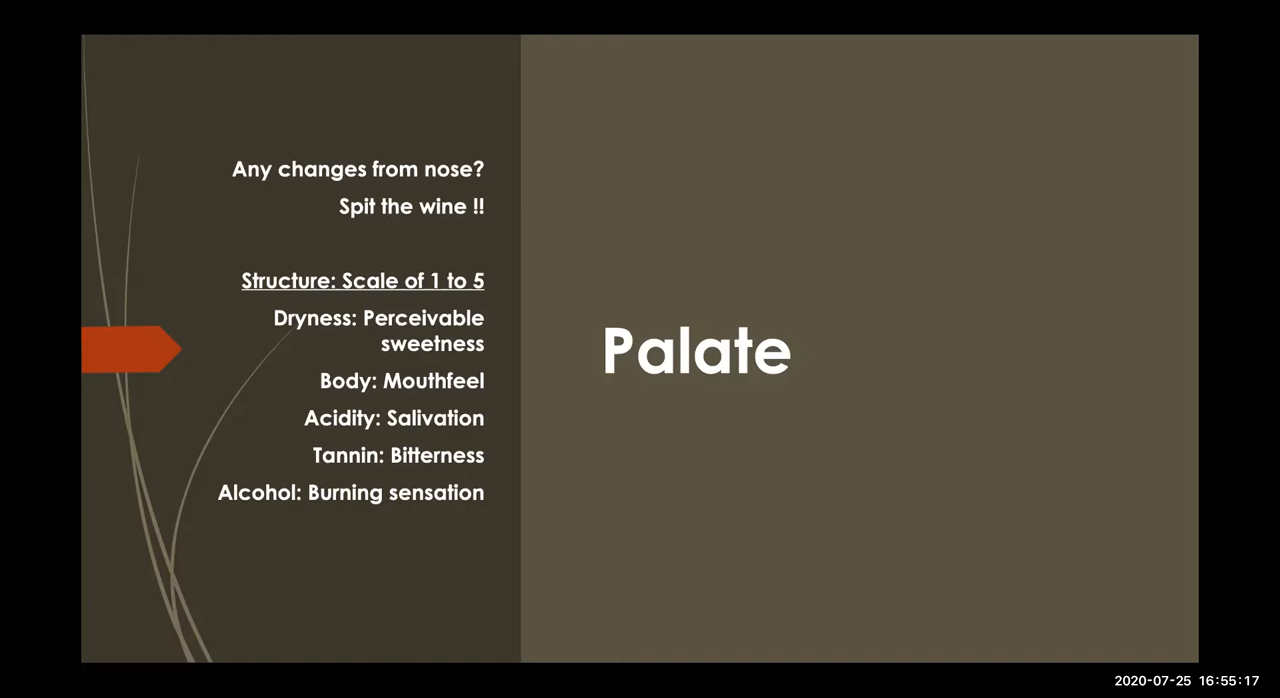 Any changes from nose?
Spit the wine !!
Structure: Scale of 1 to 5
Dryness: Perceivable
sweetness
Body: Mouthfeel
Acidity: Salivation
Tannin: Bitterness
Alcohol: Burning sensation
Palate
2020-07-25 16:55:17